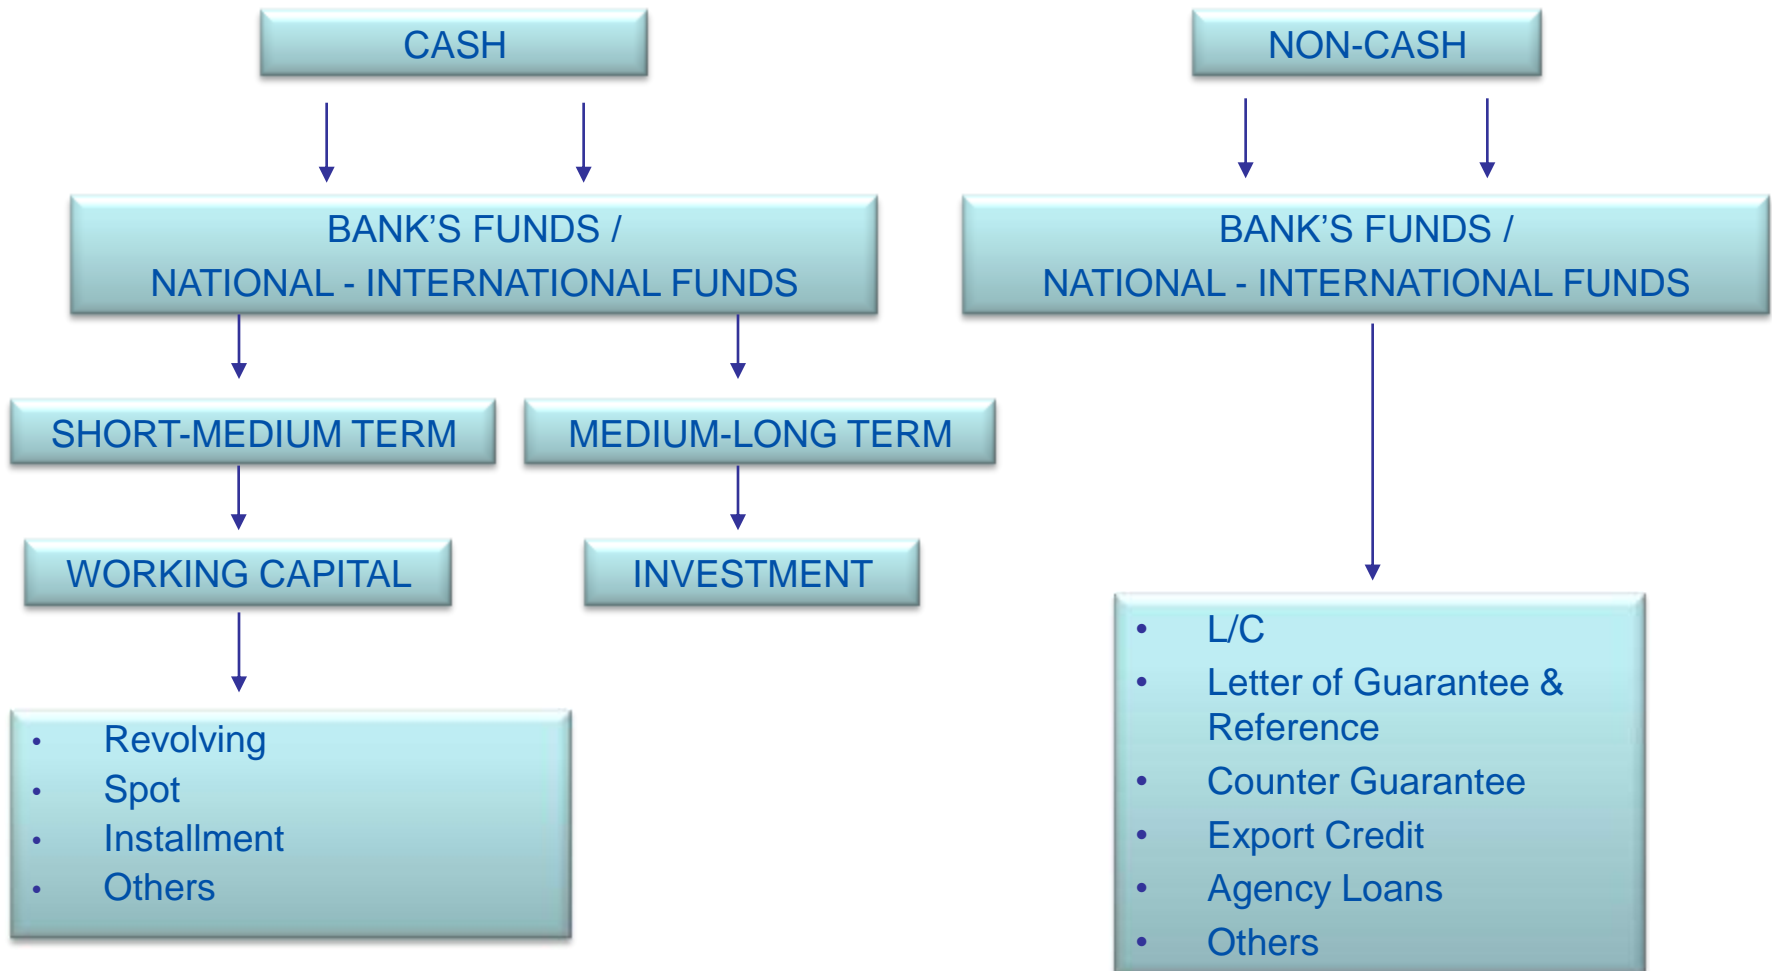 CASH
NON-CASH
BANK’S FUNDS /
NATIONAL - INTERNATIONAL FUNDS
BANK’S FUNDS /
NATIONAL - INTERNATIONAL FUNDS
SHORT-MEDIUM TERM
MEDIUM-LONG TERM
WORKING CAPITAL
INVESTMENT
• Revolving
• Spot
• Installment
• Others
• L/C
• Letter of Guarantee &
Reference
• Counter Guarantee
• Export Credit
• Agency Loans
• Others